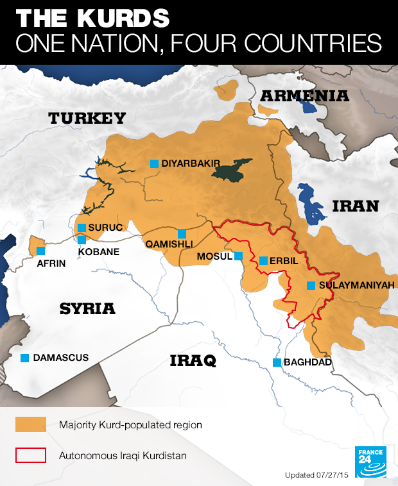 THE KURDS
ONE NATION, FOUR COUNTRIES
ARMENIA
TURKEY
DIYARBAKIR
IRAN
SURUC
QAMISHLI
KOBANE
AFRIN
MOSUL
ERBIL
SULAYMANIYAH
SYRIA
IRAQ
DAMASCUS
BAGHDAD
Majority Kurd-populated region
Autonomous Iraqi Kurdistan
FRANCE
24
Updated 07/27/15